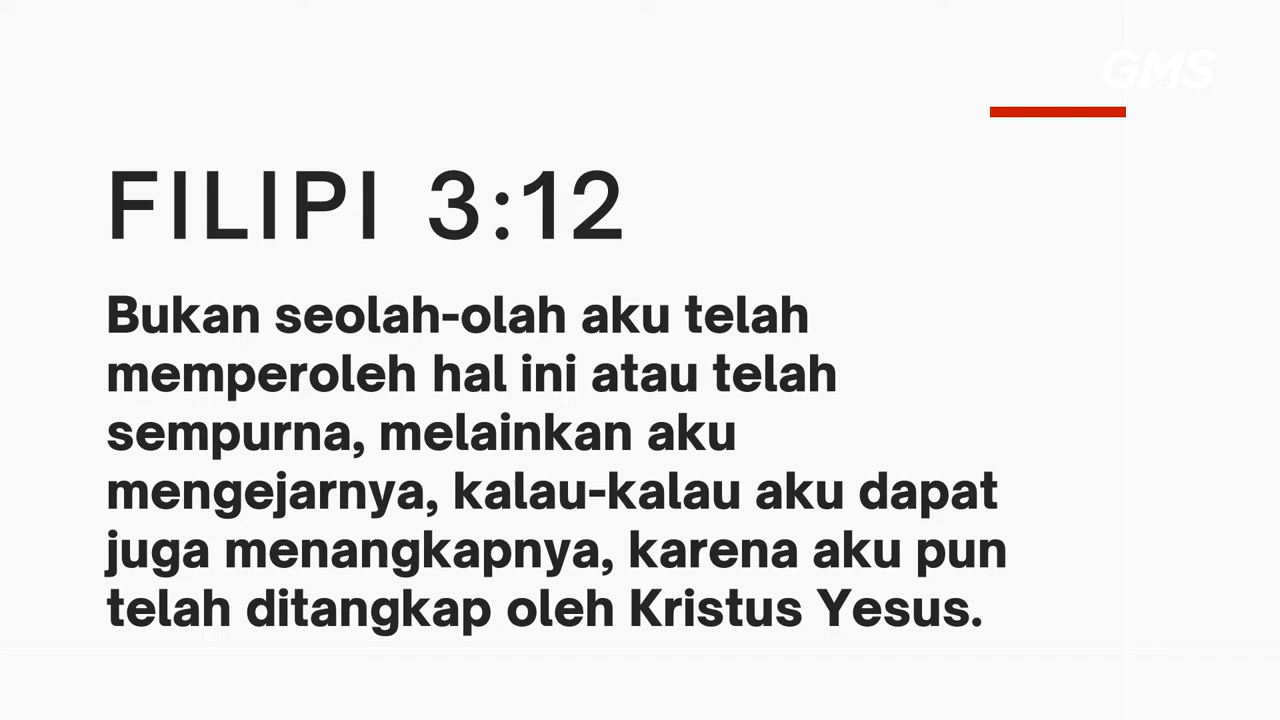 GMS
FILIPI 3:12
Bukan seolah-olah aku telah
memperoleh hal ini atau telah
sempurna, melainkan aku
mengejarnya, kalau-kalau aku dapat
juga menangkapnya, karena aku pun
telah ditangkap oleh Kristus Yesus.